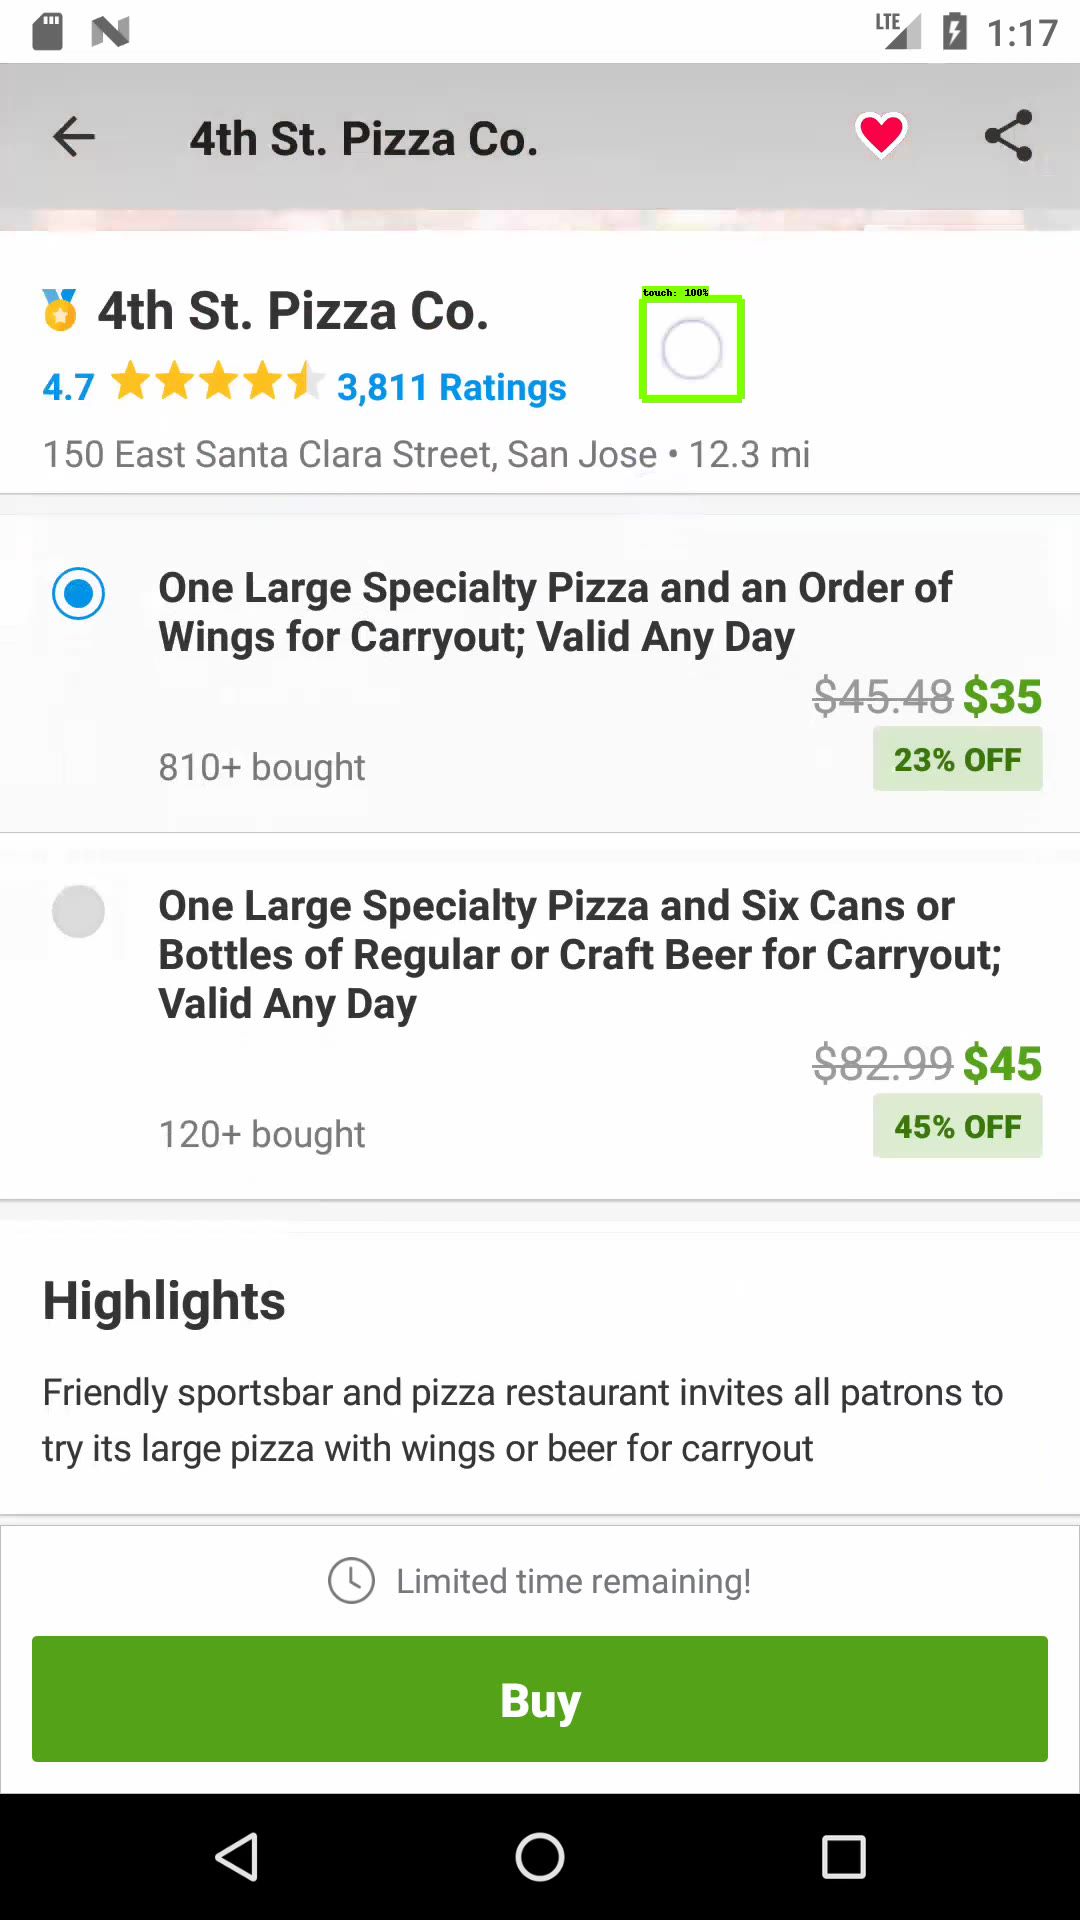 LTE 1:17
4th St. Pizza Co.
touch: 100%
4th St. Pizza Co.
4.7 3,811 Ratings
150 East Santa Clara Street, San Jose • 12.3 mi
One Large Specialty Pizza and an Order of
Wings for Carryout; Valid Any Day
$45.48 $35
810+ bought
23% OFF
One Large Specialty Pizza and Six Cans or
Bottles of Regular or Craft Beer for Carryout;
Valid Any Day
$82.99 $45
120+ bought
45% OFF
Highlights
Friendly sportsbar and pizza restaurant invites all patrons to
try its large pizza with wings or beer for carryout
Limited time remaining!
Buy